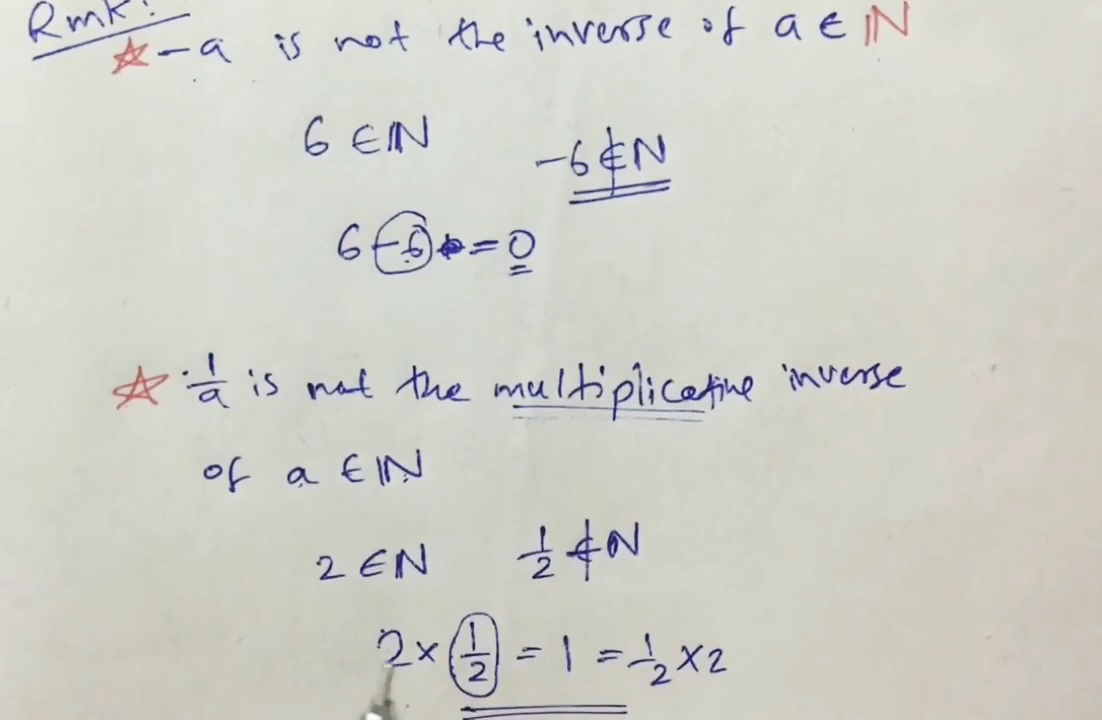 Rmk:
☆ -a is not the inverse of a ∈ ℕ
6 ∈ ℕ -6 ∉ ℕ
6 -6 = 0
☆ 1/a is not the multiplicative inverse
of a ∈ ℕ
2 ∈ ℕ 1/2 ∉ ℕ
2 × 1/2 = 1 = 1/2 × 2